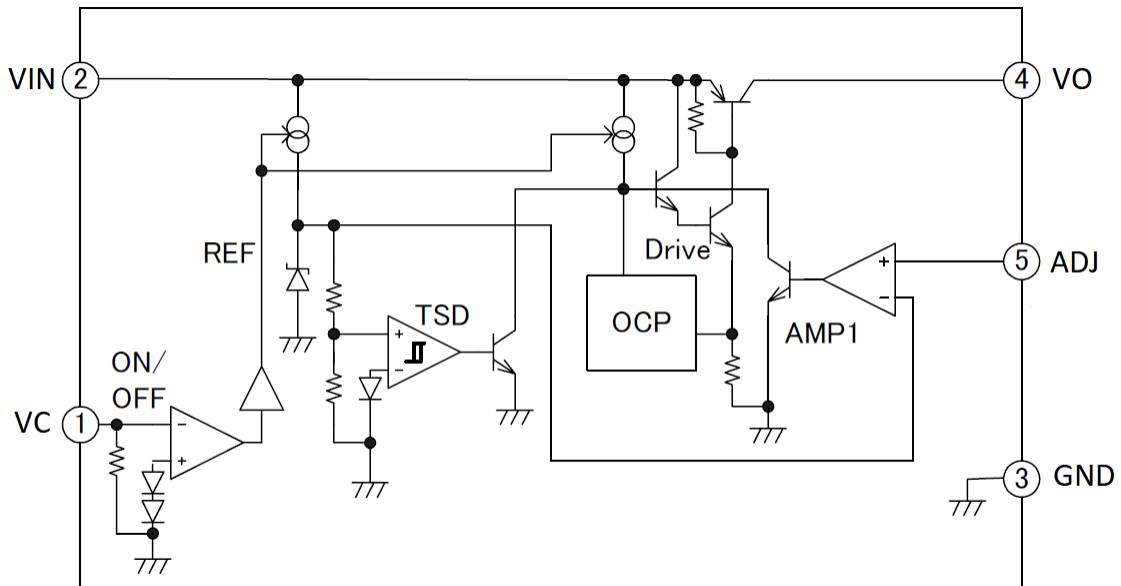 VIN 2
4 VO
REF
Drive
5 ADJ
TSD
+
-
OCP
+
-
AMP1
ON/
OFF
VC 1
-
+
3 GND